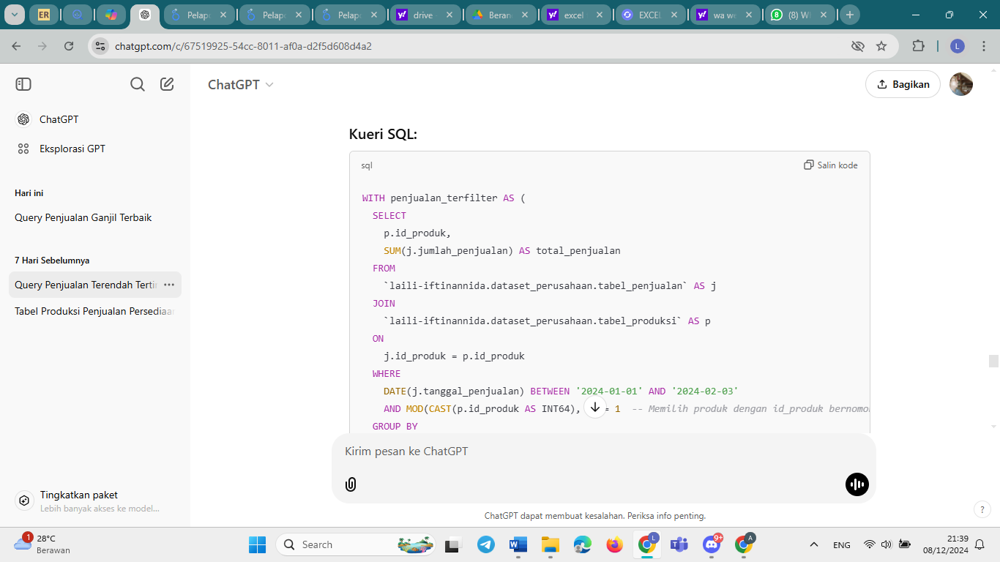 ER
Pelapo
Pelapo
Pelapo
drive
Beran
excel
EXCEL
wa we
(8) W
chatgpt.com/c/67519925-54cc-8011-af0a-d2f5d608d4a2
L
ChatGPT
Bagikan
ChatGPT
Eksplorasi GPT
Hari ini
Query Penjualan Ganjil Terbaik
7 Hari Sebelumnya
Query Penjualan Terendah Terti
Tabel Produksi Penjualan Persediaan
Tingkatkan paket
Lebih banyak akses ke model...
Kueri SQL:
sql
Salin kode
WITH penjualan_terfilter AS (
SELECT
p.id_produk,
SUM(j.jumlah_penjualan) AS total_penjualan
FROM
`laili-iftinannida.dataset_perusahaan.tabel_penjualan` AS j
JOIN
`laili-iftinannida.dataset_perusahaan.tabel_produksi` AS p
ON
j.id_produk = p.id_produk
WHERE
DATE(j.tanggal_penjualan) BETWEEN '2024-01-01' AND '2024-02-03'
AND MOD(CAST(p.id_produk AS INT64), = 1 -- Memilih produk dengan id_produk bernomo
GROUP BY
Kirim pesan ke ChatGPT
ChatGPT dapat membuat kesalahan. Periksa info penting.
?
1
28°C
Berawan
Search
L
9+
A
ENG
21:39
08/12/2024